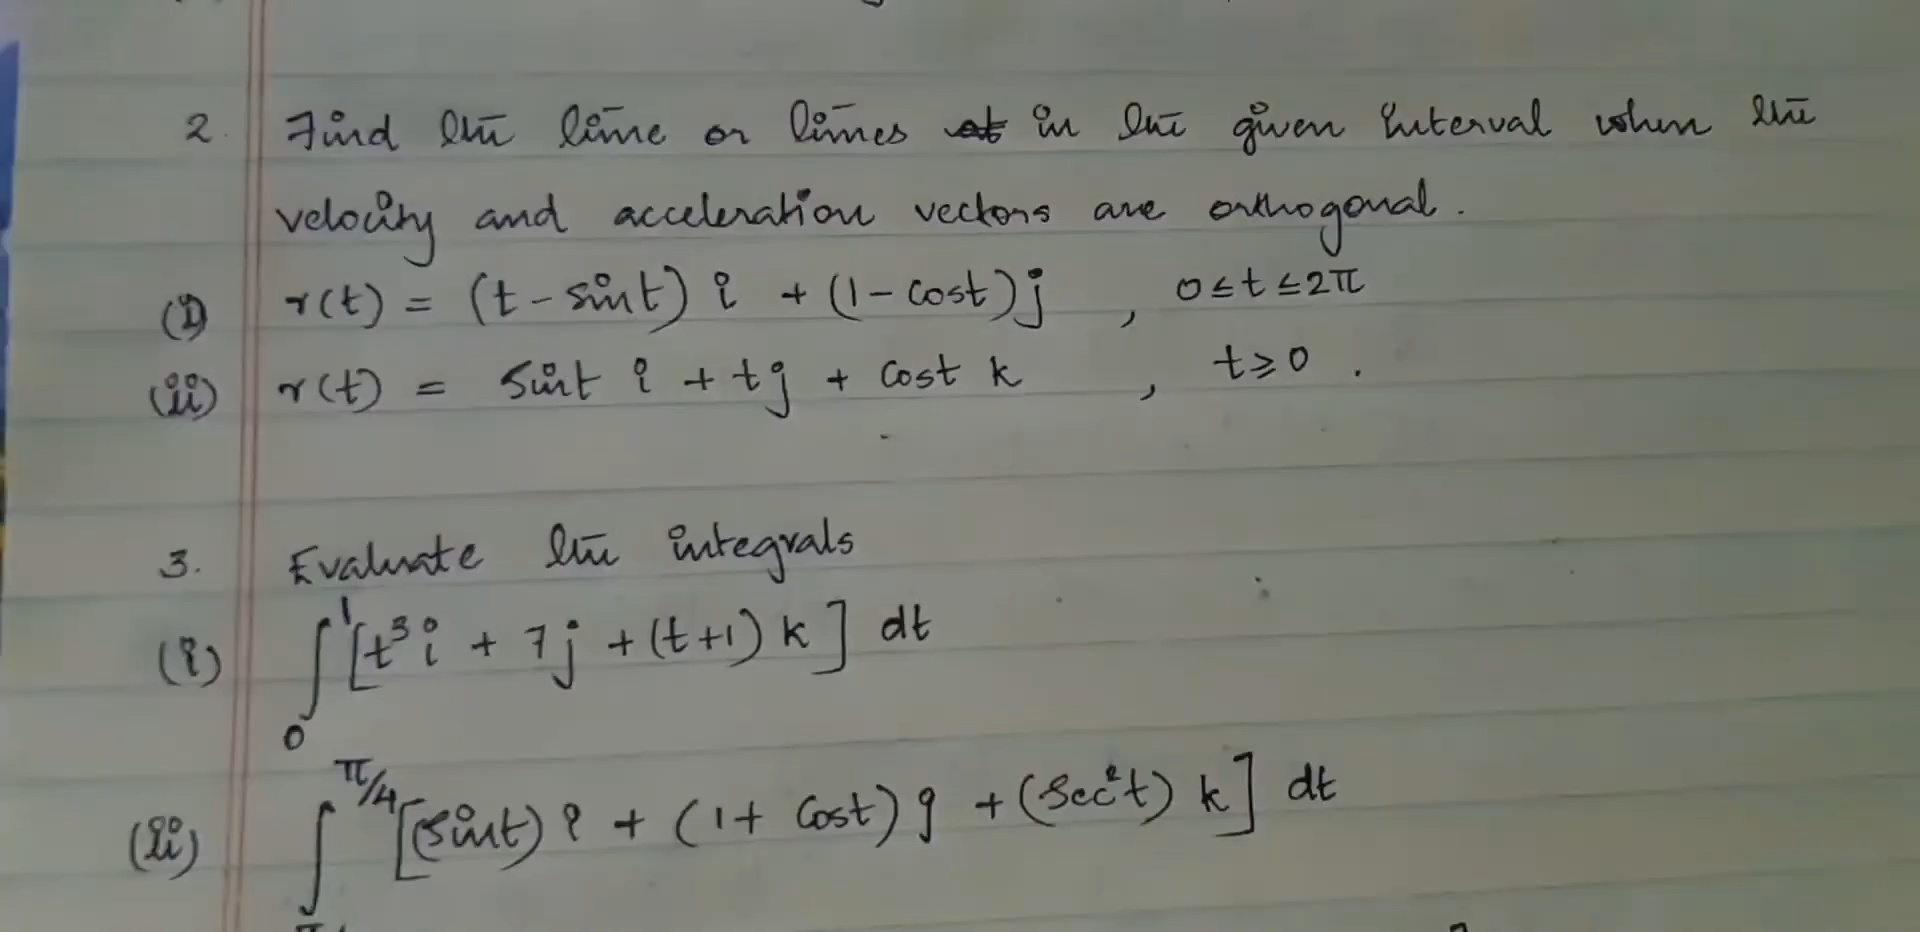 2. Find the time or times at in the given interval when the
velocity and acceleration vectors are orthogonal.
(i) r(t) = (t - sint) i + (1 - cost) j , 0 ≤ t ≤ 2π
(ii) r(t) = sint i + tj + cost k , t ≥ 0 .
3. Evaluate the integrals
(i) ∫₀¹ [t³ i + 7j + (t+1) k ] dt
(ii) ∫ π/4 [(sint) i + (1 + cost) j + (sec²t) k] dt